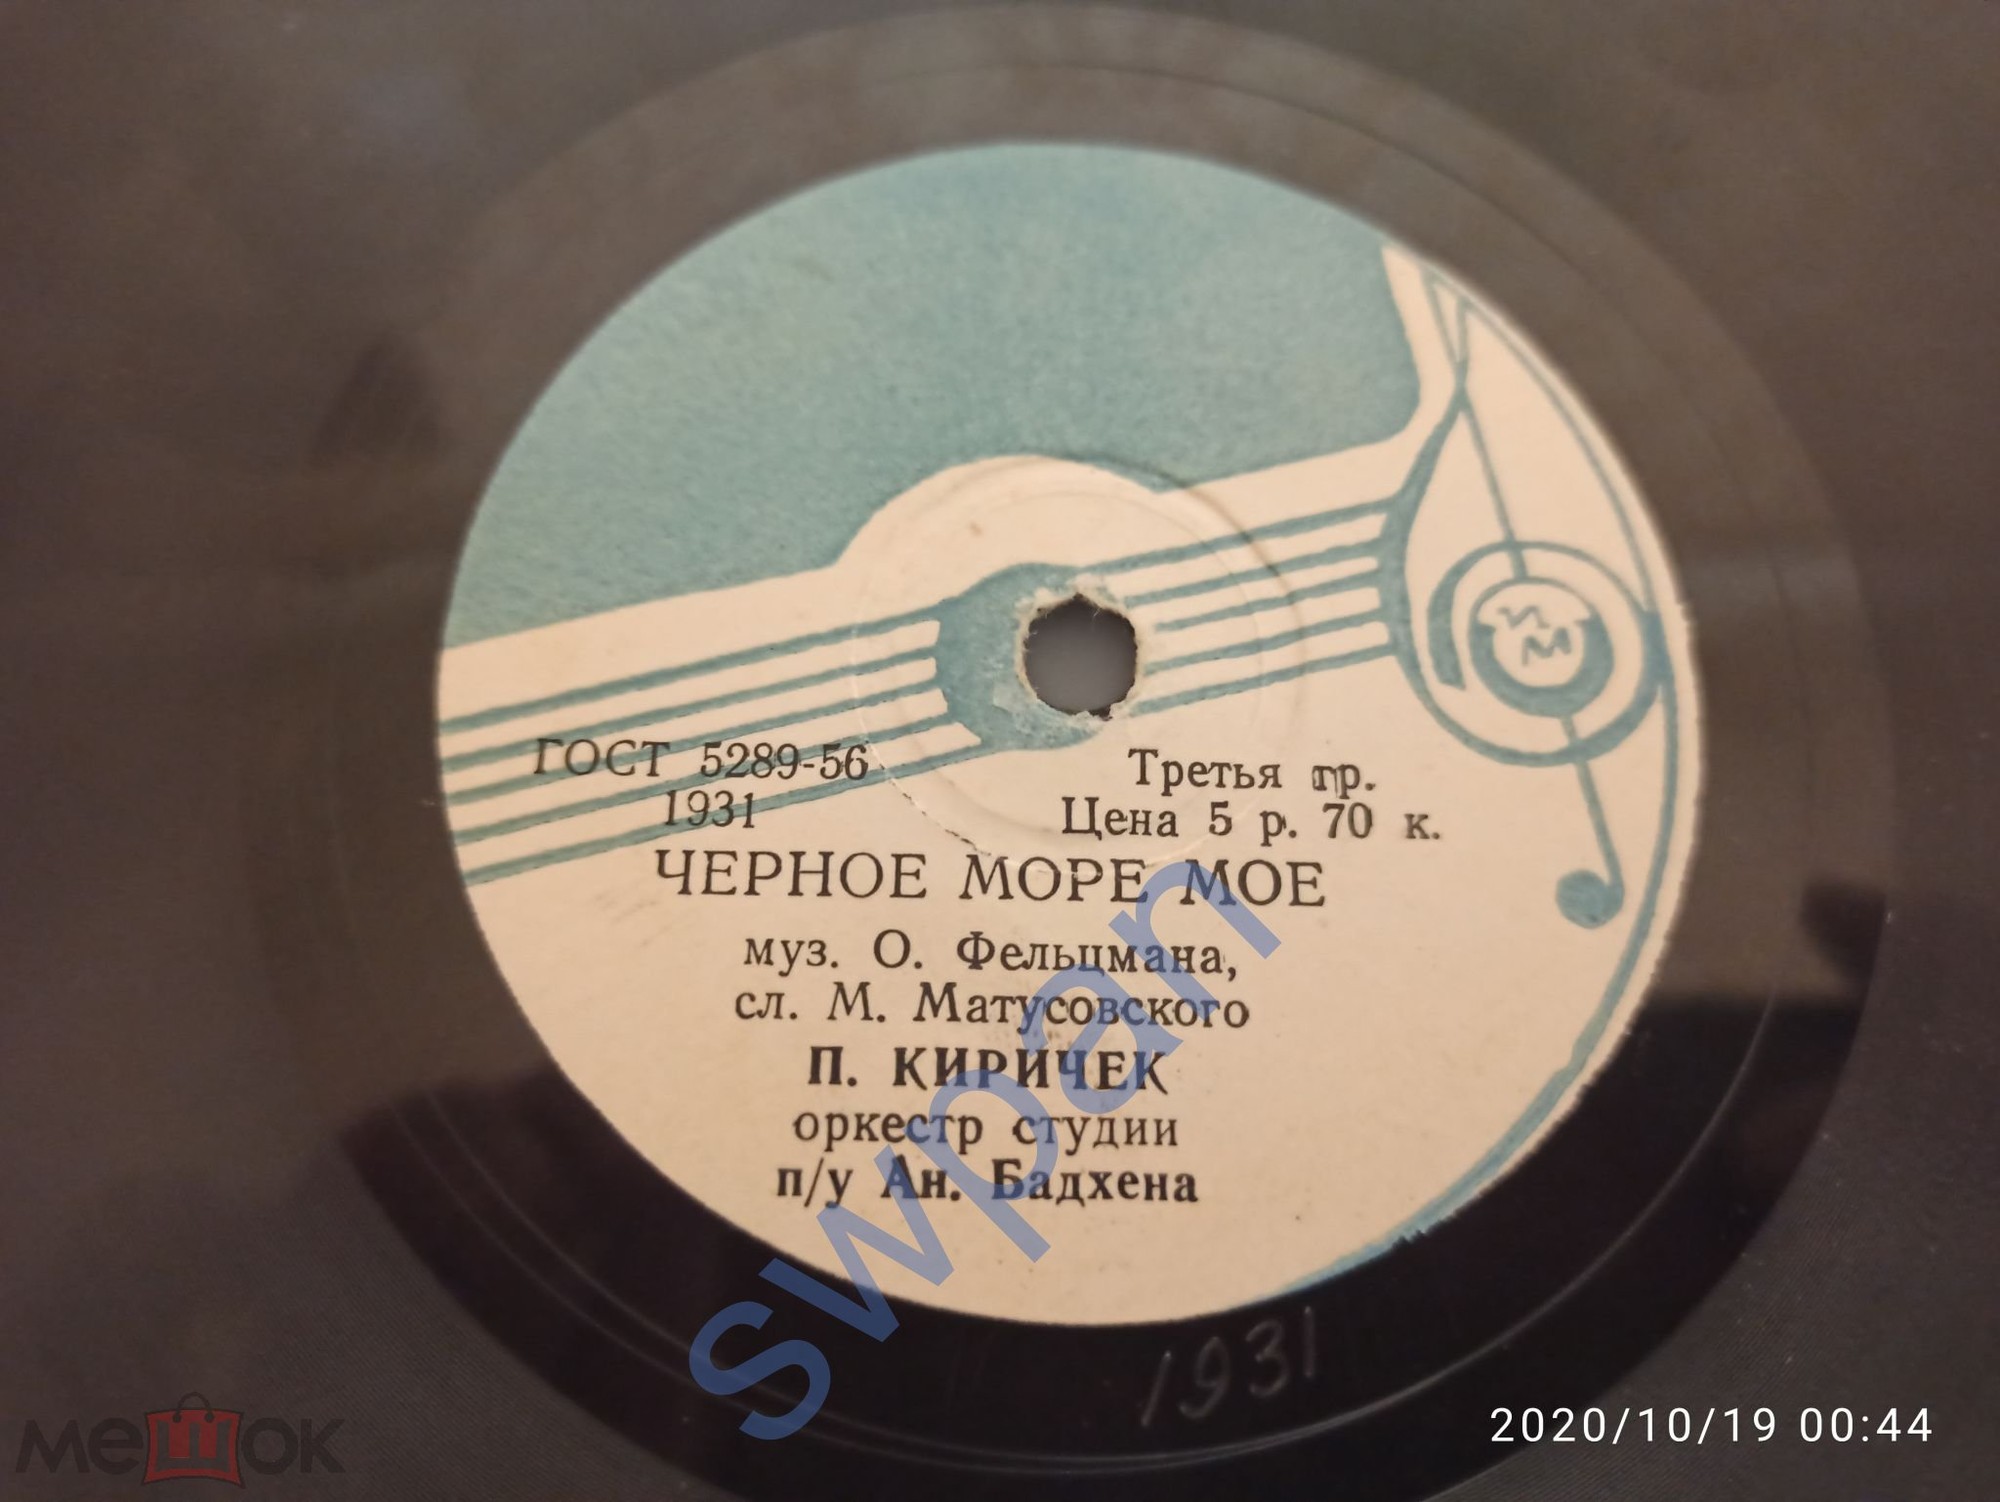 ИМ
ГОСТ 5289-56
1931
Третья гр.
Цена 5 р. 70 к.
ЧЕРНОЕ МОРЕ МОЕ
муз. О. Фельцмана,
сл. М. Матусовского
П. КИРИЧЕК
оркестр студии
п/у Ан. Бадхена
swpan
1931
мешок
2020/10/19 00:44